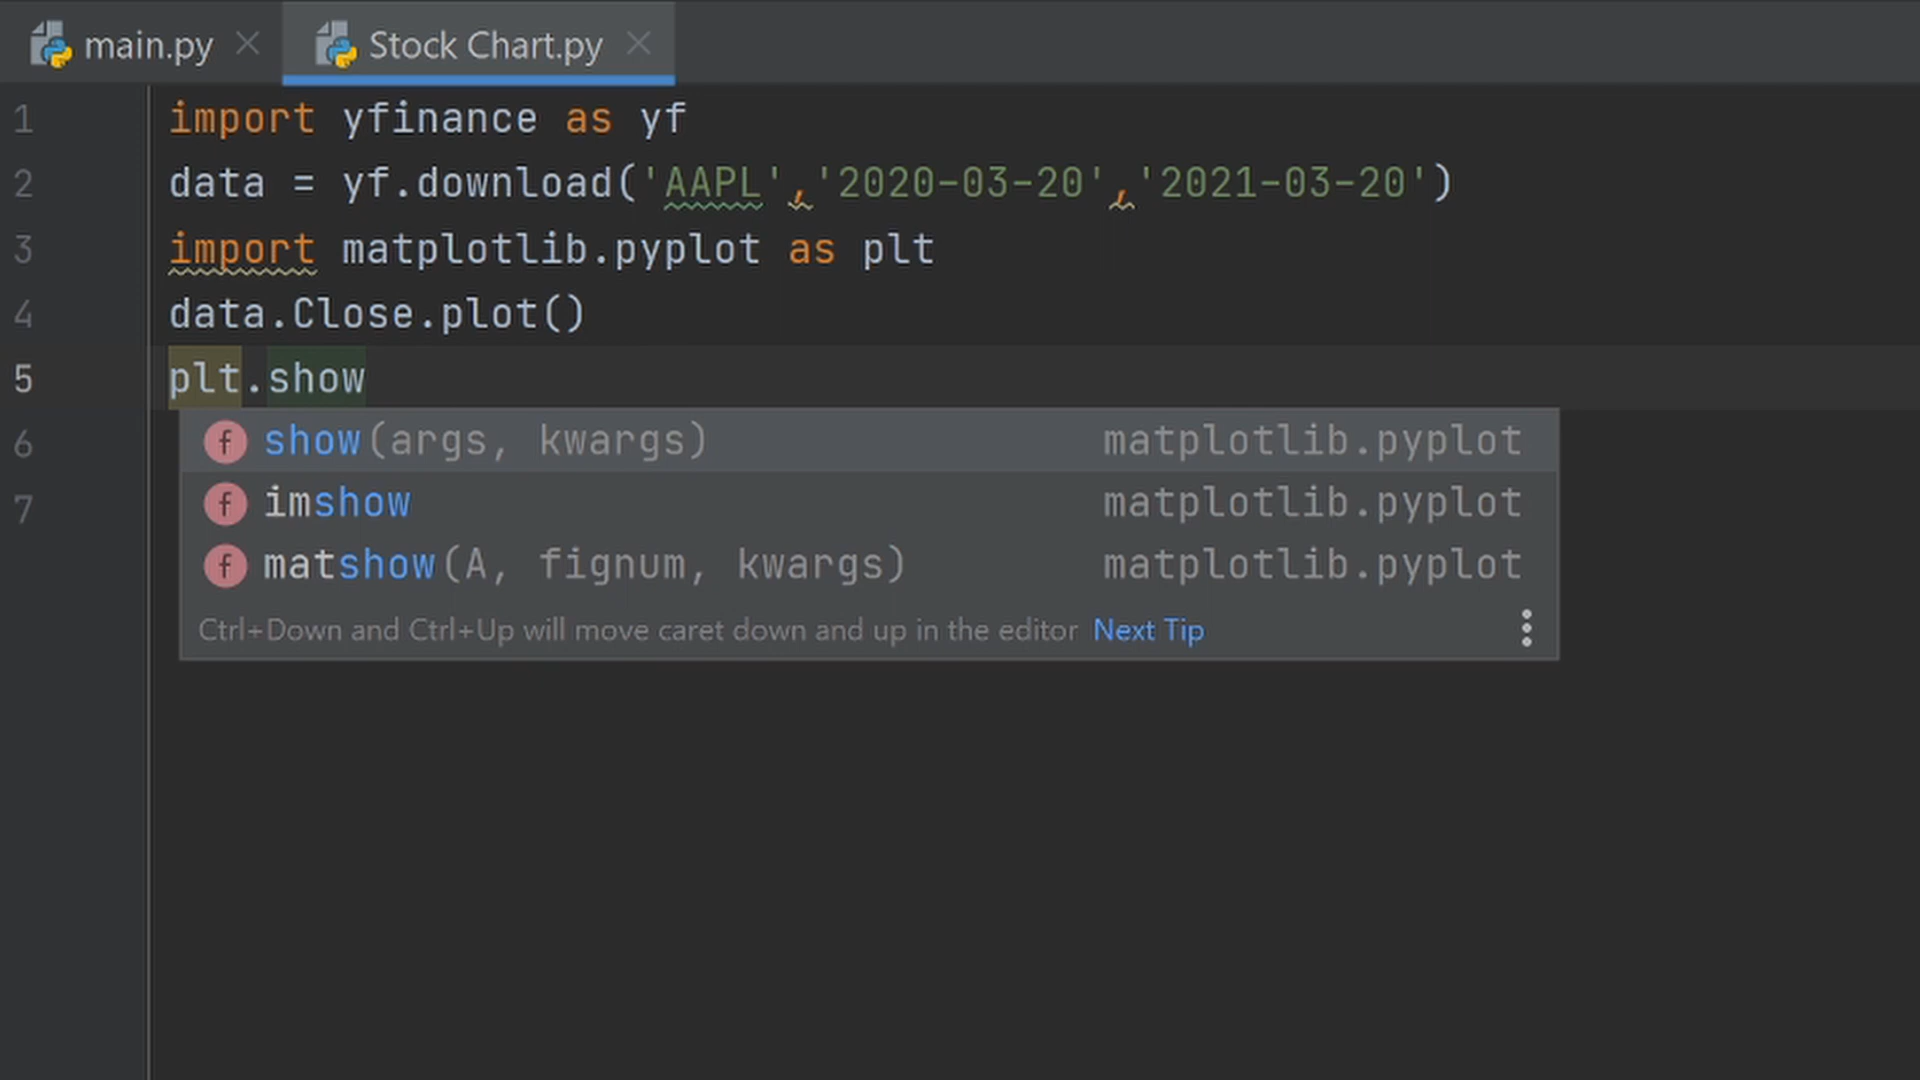 main.py Stock Chart.py
1 import yfinance as yf
2 data = yf.download('AAPL','2020-03-20','2021-03-20')
3 import matplotlib.pyplot as plt
4 data.Close.plot()
5 plt.show
6 f show(args, kwargs) matplotlib.pyplot
7 f imshow matplotlib.pyplot
f matshow(A, fignum, kwargs) matplotlib.pyplot
Ctrl+Down and Ctrl+Up will move caret down and up in the editor Next Tip